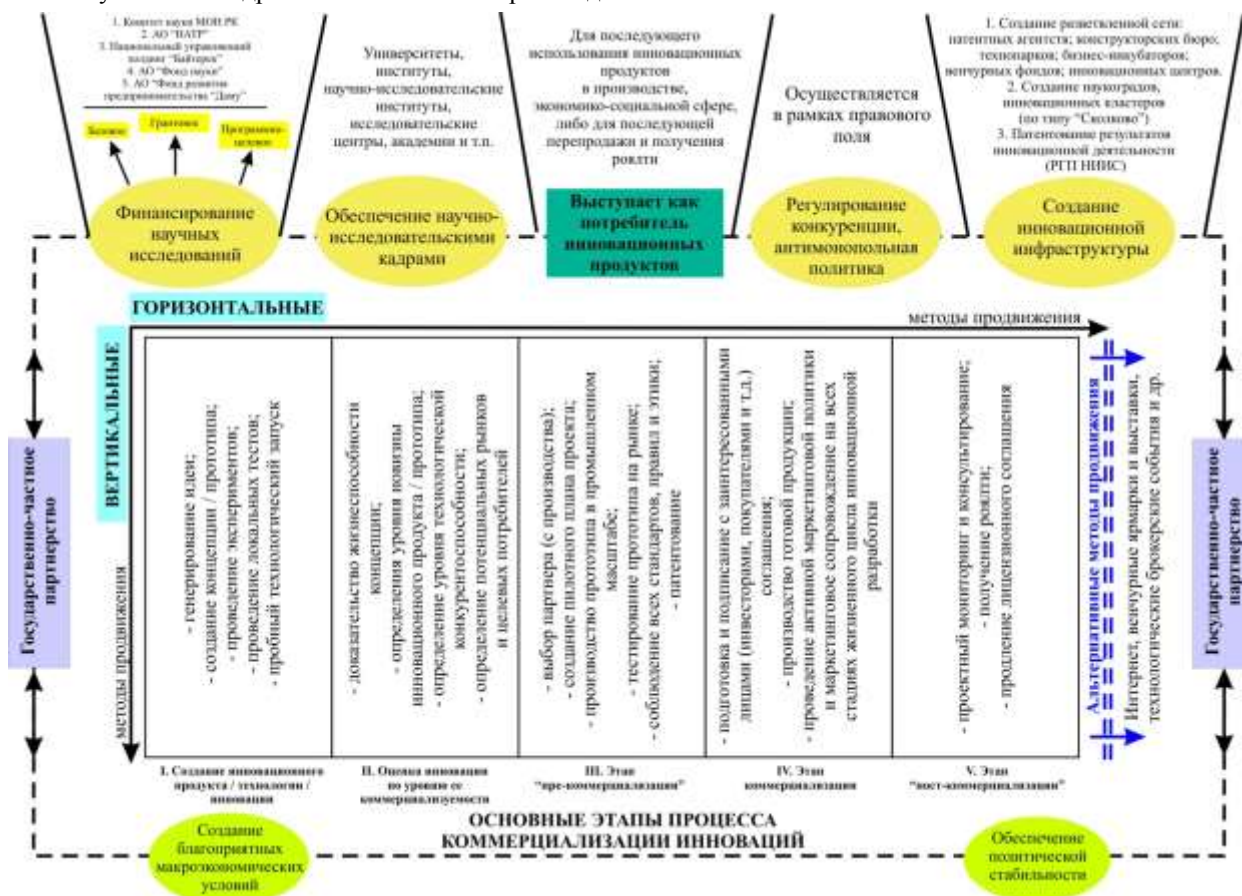 1. Комитет науки МОН РК
2. АО "НАТР"
3. Национальный управляющий
холдинг "Байтерек"
4. АО "Фонд науки"
5. АО "Фонд развития
предпринимательства "Даму"
Базовое
Грантовое
Программно-
целевое
Финансирование
научных
исследований
Университеты,
институты,
научно-исследовательские
институты,
исследовательские
центры, академии и т.п.
Обеспечение научно-
исследовательскими
кадрами
Для последующего
использования инновационных
продуктов
в производстве,
экономико-социальной сфере,
либо для последующей
перепродажи и получения
роялти
Выступает как
потребитель
инновационных
продуктов
Осуществляется
в рамках правового
поля
Регулирование
конкуренции,
антимонопольная
политика
1. Создание разветвленной сети:
патентных агентств; конструкторских бюро;
технопарков; бизнес-инкубаторов;
венчурных фондов; инновационных центров.
2. Создание наукоградов,
инновационных кластеров
(по типу "Сколково")
3. Патентование результатов
инновационной деятельности
(РГП НИИС)
Создание
инновационной
инфраструктуры
ГОРИЗОНТАЛЬНЫЕ
методы продвижения
ВЕРТИКАЛЬНЫЕ
методы продвижения
Государственно-частное
партнерство
- генерирование идеи;
- создание концепции / прототипа;
- проведение экспериментов;
- проведение локальных тестов;
- пробный технологический запуск
- доказательство жизнеспособности
концепции;
- определения уровня новизны
инновационного продукта / прототипа;
- определение уровня технологической
конкурентоспособности;
- определение потенциальных рынков
и целевых потребителей
- выбор партнера (с производства);
- создание пилотного плана проекта;
- производство прототипа в промышленном
масштабе;
- тестирование прототипа на рынке;
- соблюдение всех стандартов, правил и этики;
- патентование
- подготовка и подписание с заинтересованными
лицами (инвесторами, покупателями и т.д.)
соглашения;
- производство готовой продукции;
- проведение активной маркетинговой политики
и маркетинговое сопровождение на всех
стадиях жизненного цикла инновационной
разработки
- проектный мониторинг и консультирование;
- получение роялти;
- продление лицензионного соглашения
Альтернативные методы продвижения
Интернет, венчурные ярмарки и выставки,
технологические брокерские события и др.
Государственно-частное
партнерство
I. Создание инновационного
продукта / технологии /
инновации
II. Оценка инновации
по уровню ее
коммерциализуемости
III. Этап
"пре-коммерциализации"
IV. Этап
коммерциализации
V. Этап
"пост-коммерциализации"
ОСНОВНЫЕ ЭТАПЫ ПРОЦЕССА
КОММЕРЦИАЛИЗАЦИИ ИННОВАЦИЙ
Создание
благоприятных
макроэкономических
условий
Обеспечение
политической
стабильности